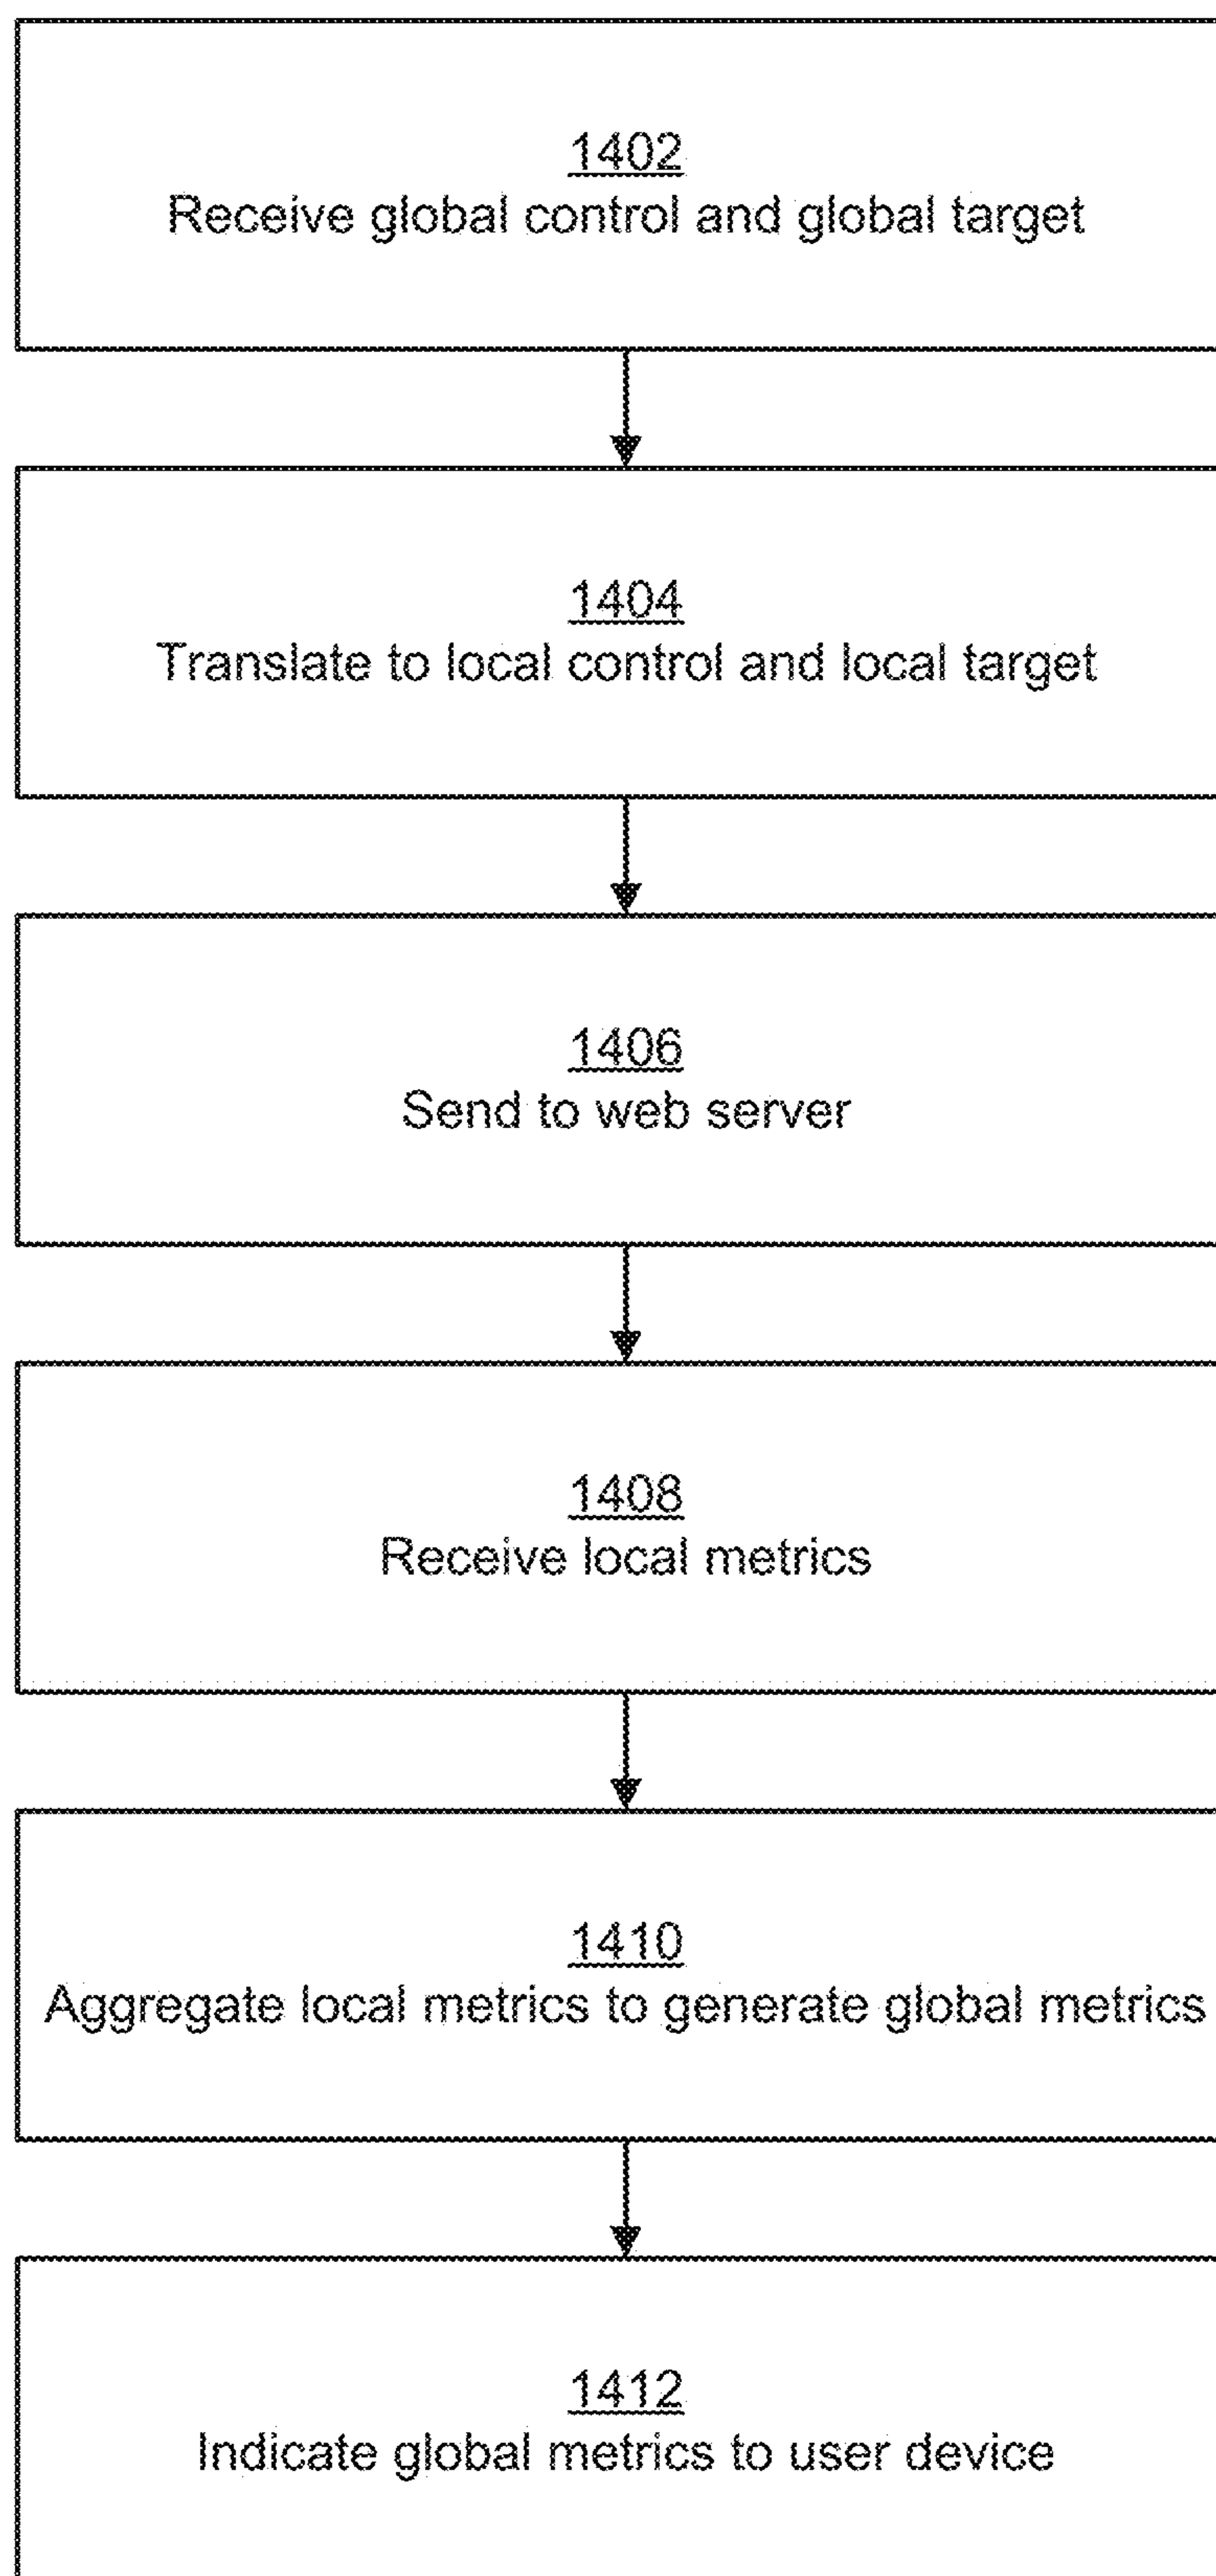 1402
Receive global control and global target
1404
Translate to local control and local target
1406
Send to web server
1408
Receive local metrics
1410
Aggregate local metrics to generate global metrics
1412
Indicate global metrics to user device